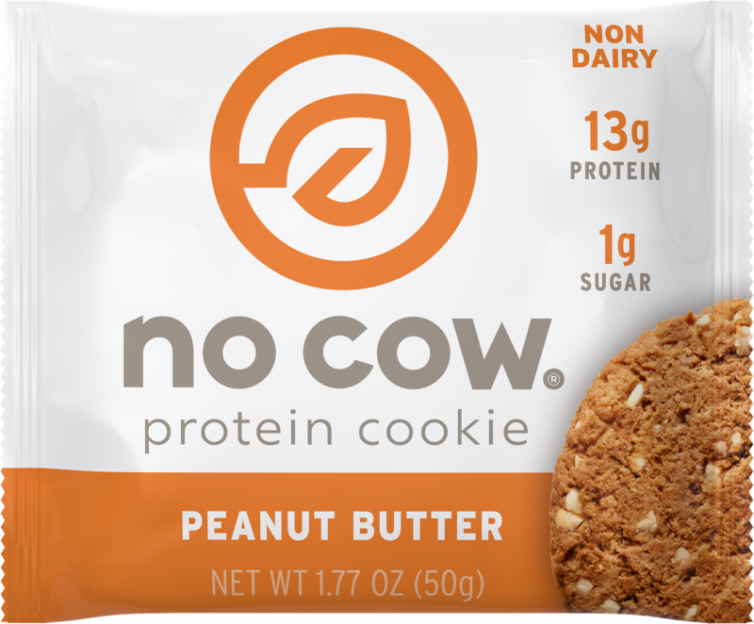 NON
DAIRY
13g
PROTEIN
1g
SUGAR
no cow.®
protein cookie
PEANUT BUTTER
NET WT 1.77 OZ (50g)